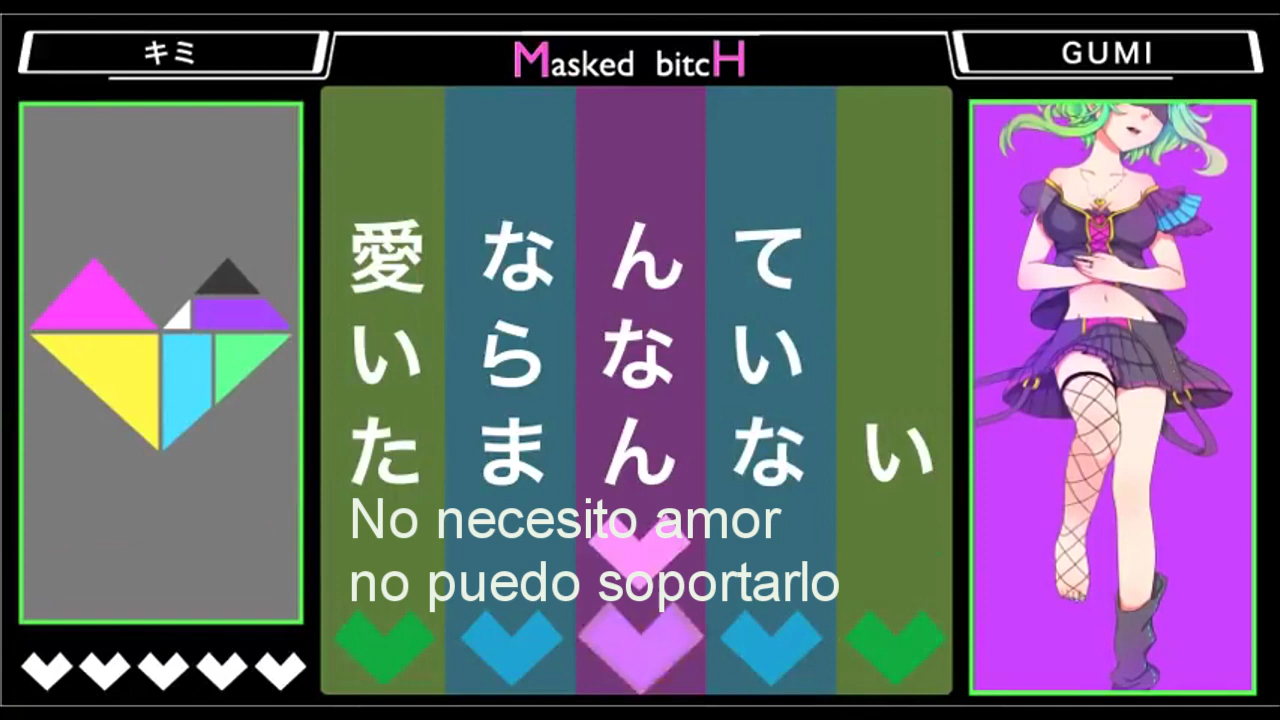 キミ
Masked bitcH
GUMI
愛なんて
いらない
たまんない
No necesito amor
no puedo soportarlo